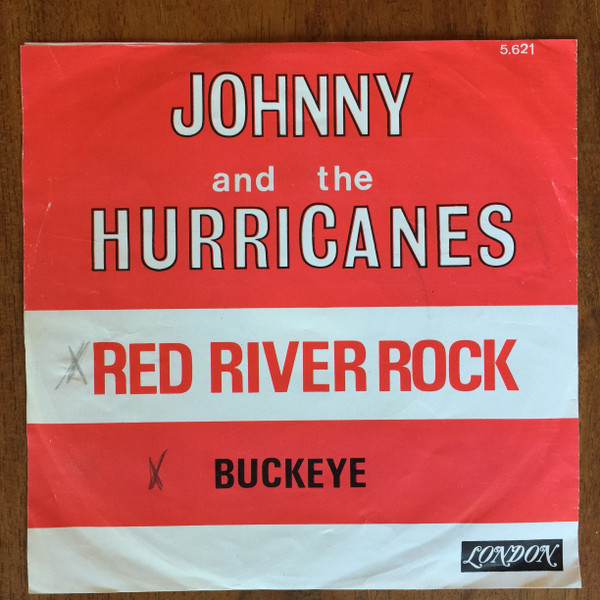 5.621
JOHNNY
and the
HURRICANES
RED RIVER ROCK
BUCKEYE
LONDON